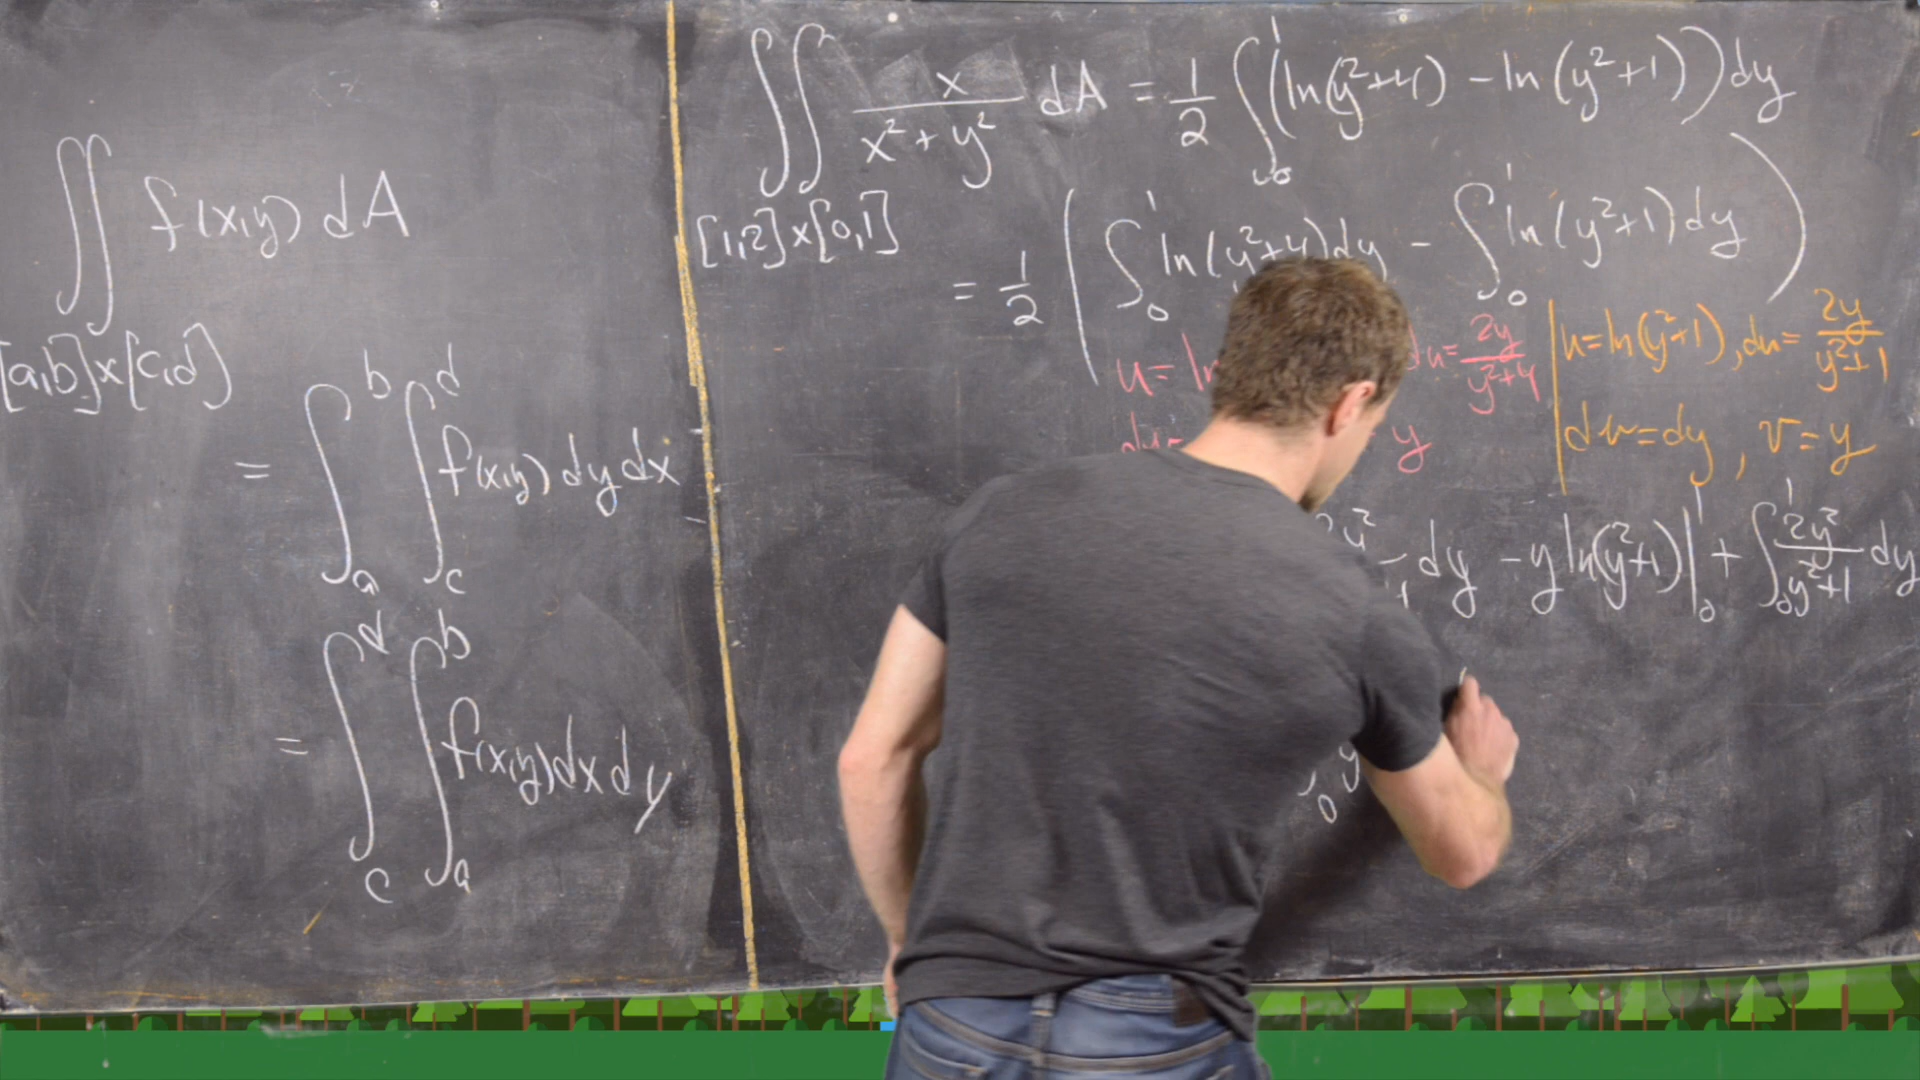 ∬ f(x,y) dA
[a,b]x[c,d]
= ∫_a^b ∫_c^d f(x,y) dy dx
= ∫_c^d ∫_a^b f(x,y) dx dy
∬ x/(x²+y²) dA = 1/2 ∫_0^1 (ln(y²+4) - ln(y²+1)) dy
[1,2]x[0,1]
= 1/2 ( ∫_0^1 ln(y²+4) dy - ∫_0^1 ln(y²+1) dy )
u= ln du= 2y/(y²+4)
y
u=ln(y²+1), du= 2y/(y²+1)
dv=dy, v=y
2y² dy - y ln(y²+1)|_0^1 + ∫_0^1 2y²/(y²+1) dy
0 y